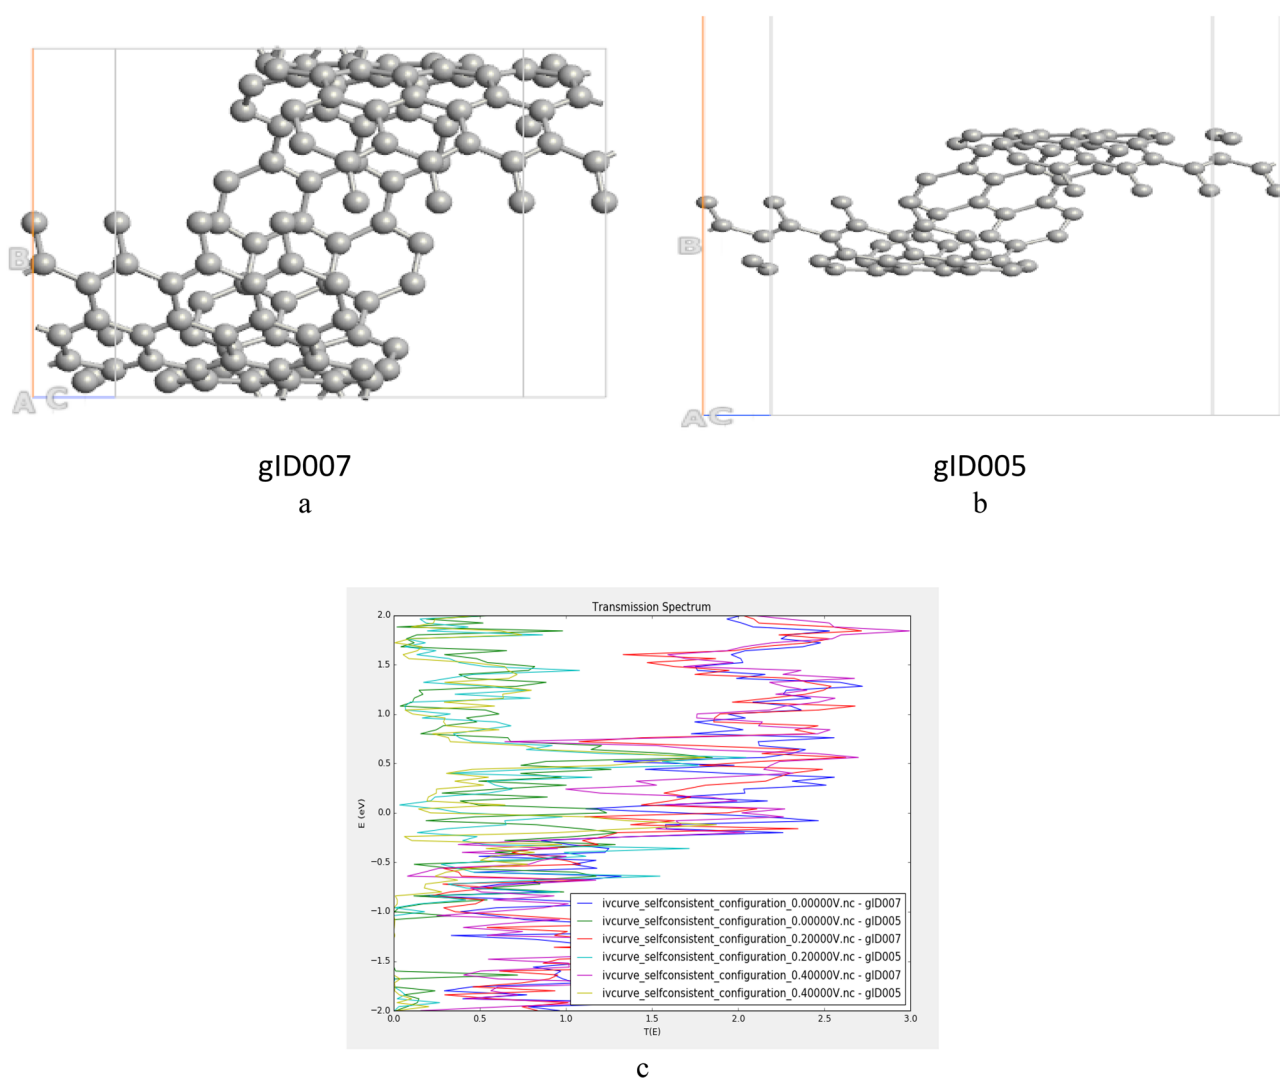 B
A C
gID007
a
B
AC
gID005
b
Transmission Spectrum
2.0
1.5
1.0
0.5
0.0
−0.5
−1.0
−1.5
−2.0
E (eV)
ivcurve_selfconsistent_configuration_0.00000V.nc - gID007
ivcurve_selfconsistent_configuration_0.00000V.nc - gID005
ivcurve_selfconsistent_configuration_0.20000V.nc - gID007
ivcurve_selfconsistent_configuration_0.20000V.nc - gID005
ivcurve_selfconsistent_configuration_0.40000V.nc - gID007
ivcurve_selfconsistent_configuration_0.40000V.nc - gID005
0.0 0.5 1.0 1.5 2.0 2.5 3.0
T(E)
c